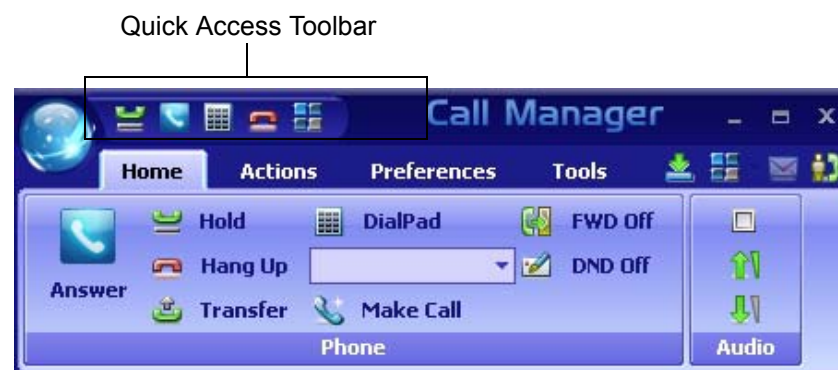 Quick Access Toolbar
Call Manager
Home Actions Preferences Tools
Hold DialPad FWD Off
Hang Up DND Off
Answer
Transfer Make Call
Phone Audio